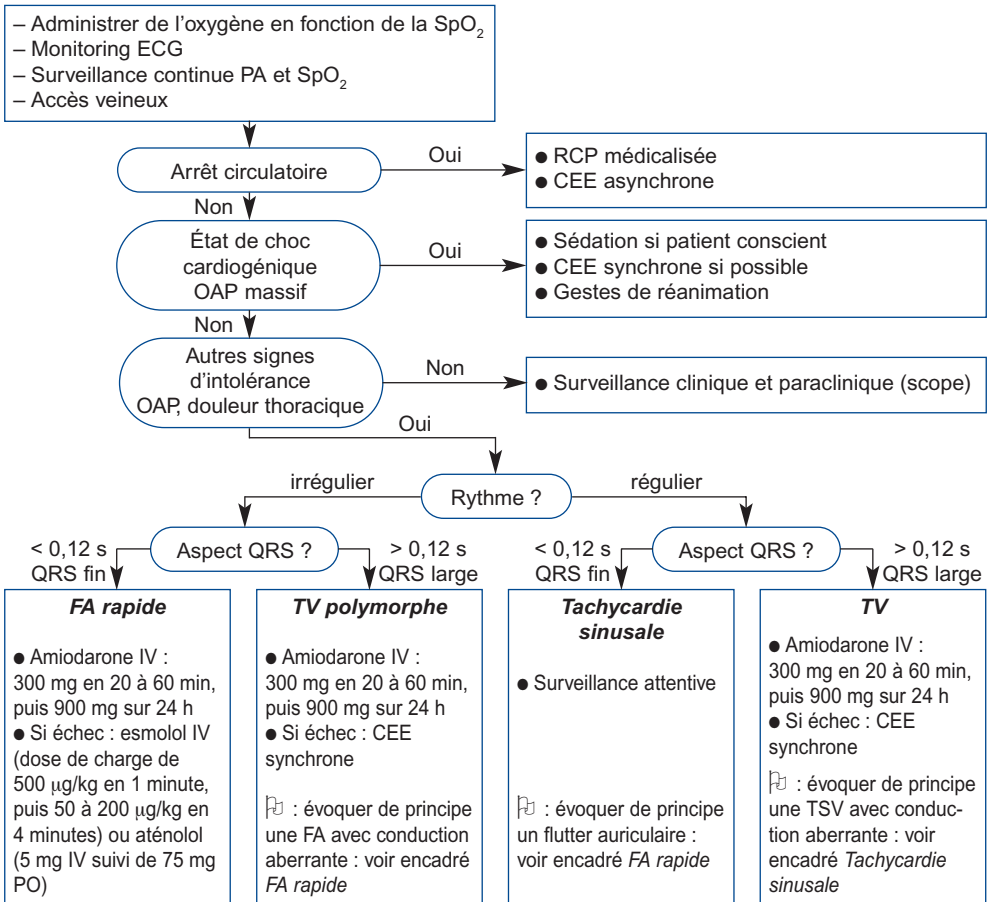 – Administrer de l’oxygène en fonction de la SpO2
– Monitoring ECG
– Surveillance continue PA et SpO2
– Accès veineux
Arrêt circulatoire
Oui
● RCP médicalisée
● CEE asynchrone
Non
État de choc
cardiogénique
OAP massif
Oui
● Sédation si patient conscient
● CEE synchrone si possible
● Gestes de réanimation
Non
Autres signes
d’intolérance
OAP, douleur thoracique
Non
● Surveillance clinique et paraclinique (scope)
Oui
Rythme ?
irrégulier
régulier
Aspect QRS ?
< 0,12 s
QRS fin
> 0,12 s
QRS large
Aspect QRS ?
< 0,12 s
QRS fin
> 0,12 s
QRS large
FA rapide
● Amiodarone IV :
300 mg en 20 à 60 min,
puis 900 mg sur 24 h
● Si échec : esmolol IV
(dose de charge de
500 µg/kg en 1 minute,
puis 50 à 200 µg/kg en
4 minutes) ou aténolol
(5 mg IV suivi de 75 mg
PO)
TV polymorphe
● Amiodarone IV :
300 mg en 20 à 60 min,
puis 900 mg sur 24 h
● Si échec : CEE
synchrone
: évoquer de principe
une FA avec conduction
aberrante : voir encadré
FA rapide
Tachycardie
sinusale
● Surveillance attentive
: évoquer de principe
un flutter auriculaire :
voir encadré FA rapide
TV
● Amiodarone IV :
300 mg en 20 à 60 min,
puis 900 mg sur 24 h
● Si échec : CEE
synchrone
: évoquer de principe
une TSV avec conduc-
tion aberrante : voir
encadré Tachycardie
sinusale